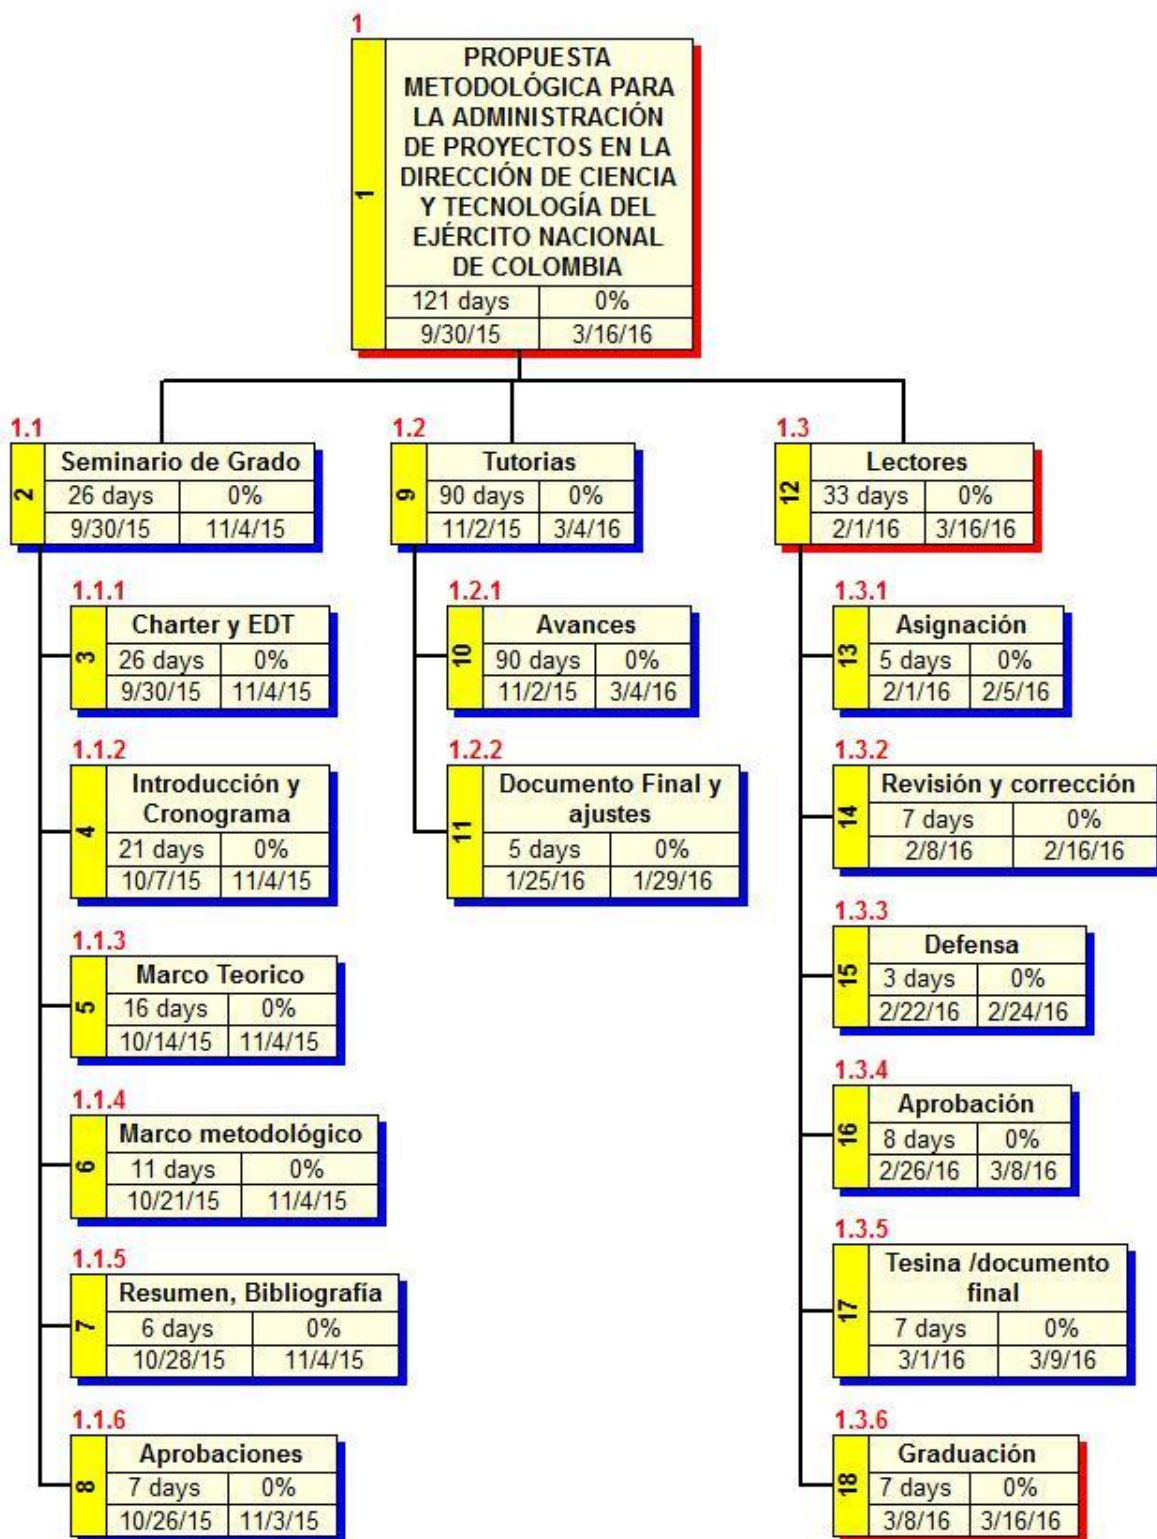 1
PROPUESTA
METODOLÓGICA PARA
LA ADMINISTRACIÓN
DE PROYECTOS EN LA
DIRECCIÓN DE CIENCIA
Y TECNOLOGÍA DEL
EJÉRCITO NACIONAL
DE COLOMBIA
1
121 days 0%
9/30/15 3/16/16
1.1
Seminario de Grado
2
26 days 0%
9/30/15 11/4/15
1.1.1
Charter y EDT
3
26 days 0%
9/30/15 11/4/15
1.1.2
Introducción y
Cronograma
4
21 days 0%
10/7/15 11/4/15
1.1.3
Marco Teorico
5
16 days 0%
10/14/15 11/4/15
1.1.4
Marco metodológico
6
11 days 0%
10/21/15 11/4/15
1.1.5
Resumen, Bibliografía
7
6 days 0%
10/28/15 11/4/15
1.1.6
Aprobaciones
8
7 days 0%
10/26/15 11/3/15
1.2
Tutorias
9
90 days 0%
11/2/15 3/4/16
1.2.1
Avances
10
90 days 0%
11/2/15 3/4/16
1.2.2
Documento Final y
ajustes
11
5 days 0%
1/25/16 1/29/16
1.3
Lectores
12
33 days 0%
2/1/16 3/16/16
1.3.1
Asignación
13
5 days 0%
2/1/16 2/5/16
1.3.2
Revisión y corrección
14
7 days 0%
2/8/16 2/16/16
1.3.3
Defensa
15
3 days 0%
2/22/16 2/24/16
1.3.4
Aprobación
16
8 days 0%
2/26/16 3/8/16
1.3.5
Tesina /documento
final
17
7 days 0%
3/1/16 3/9/16
1.3.6
Graduación
18
7 days 0%
3/8/16 3/16/16